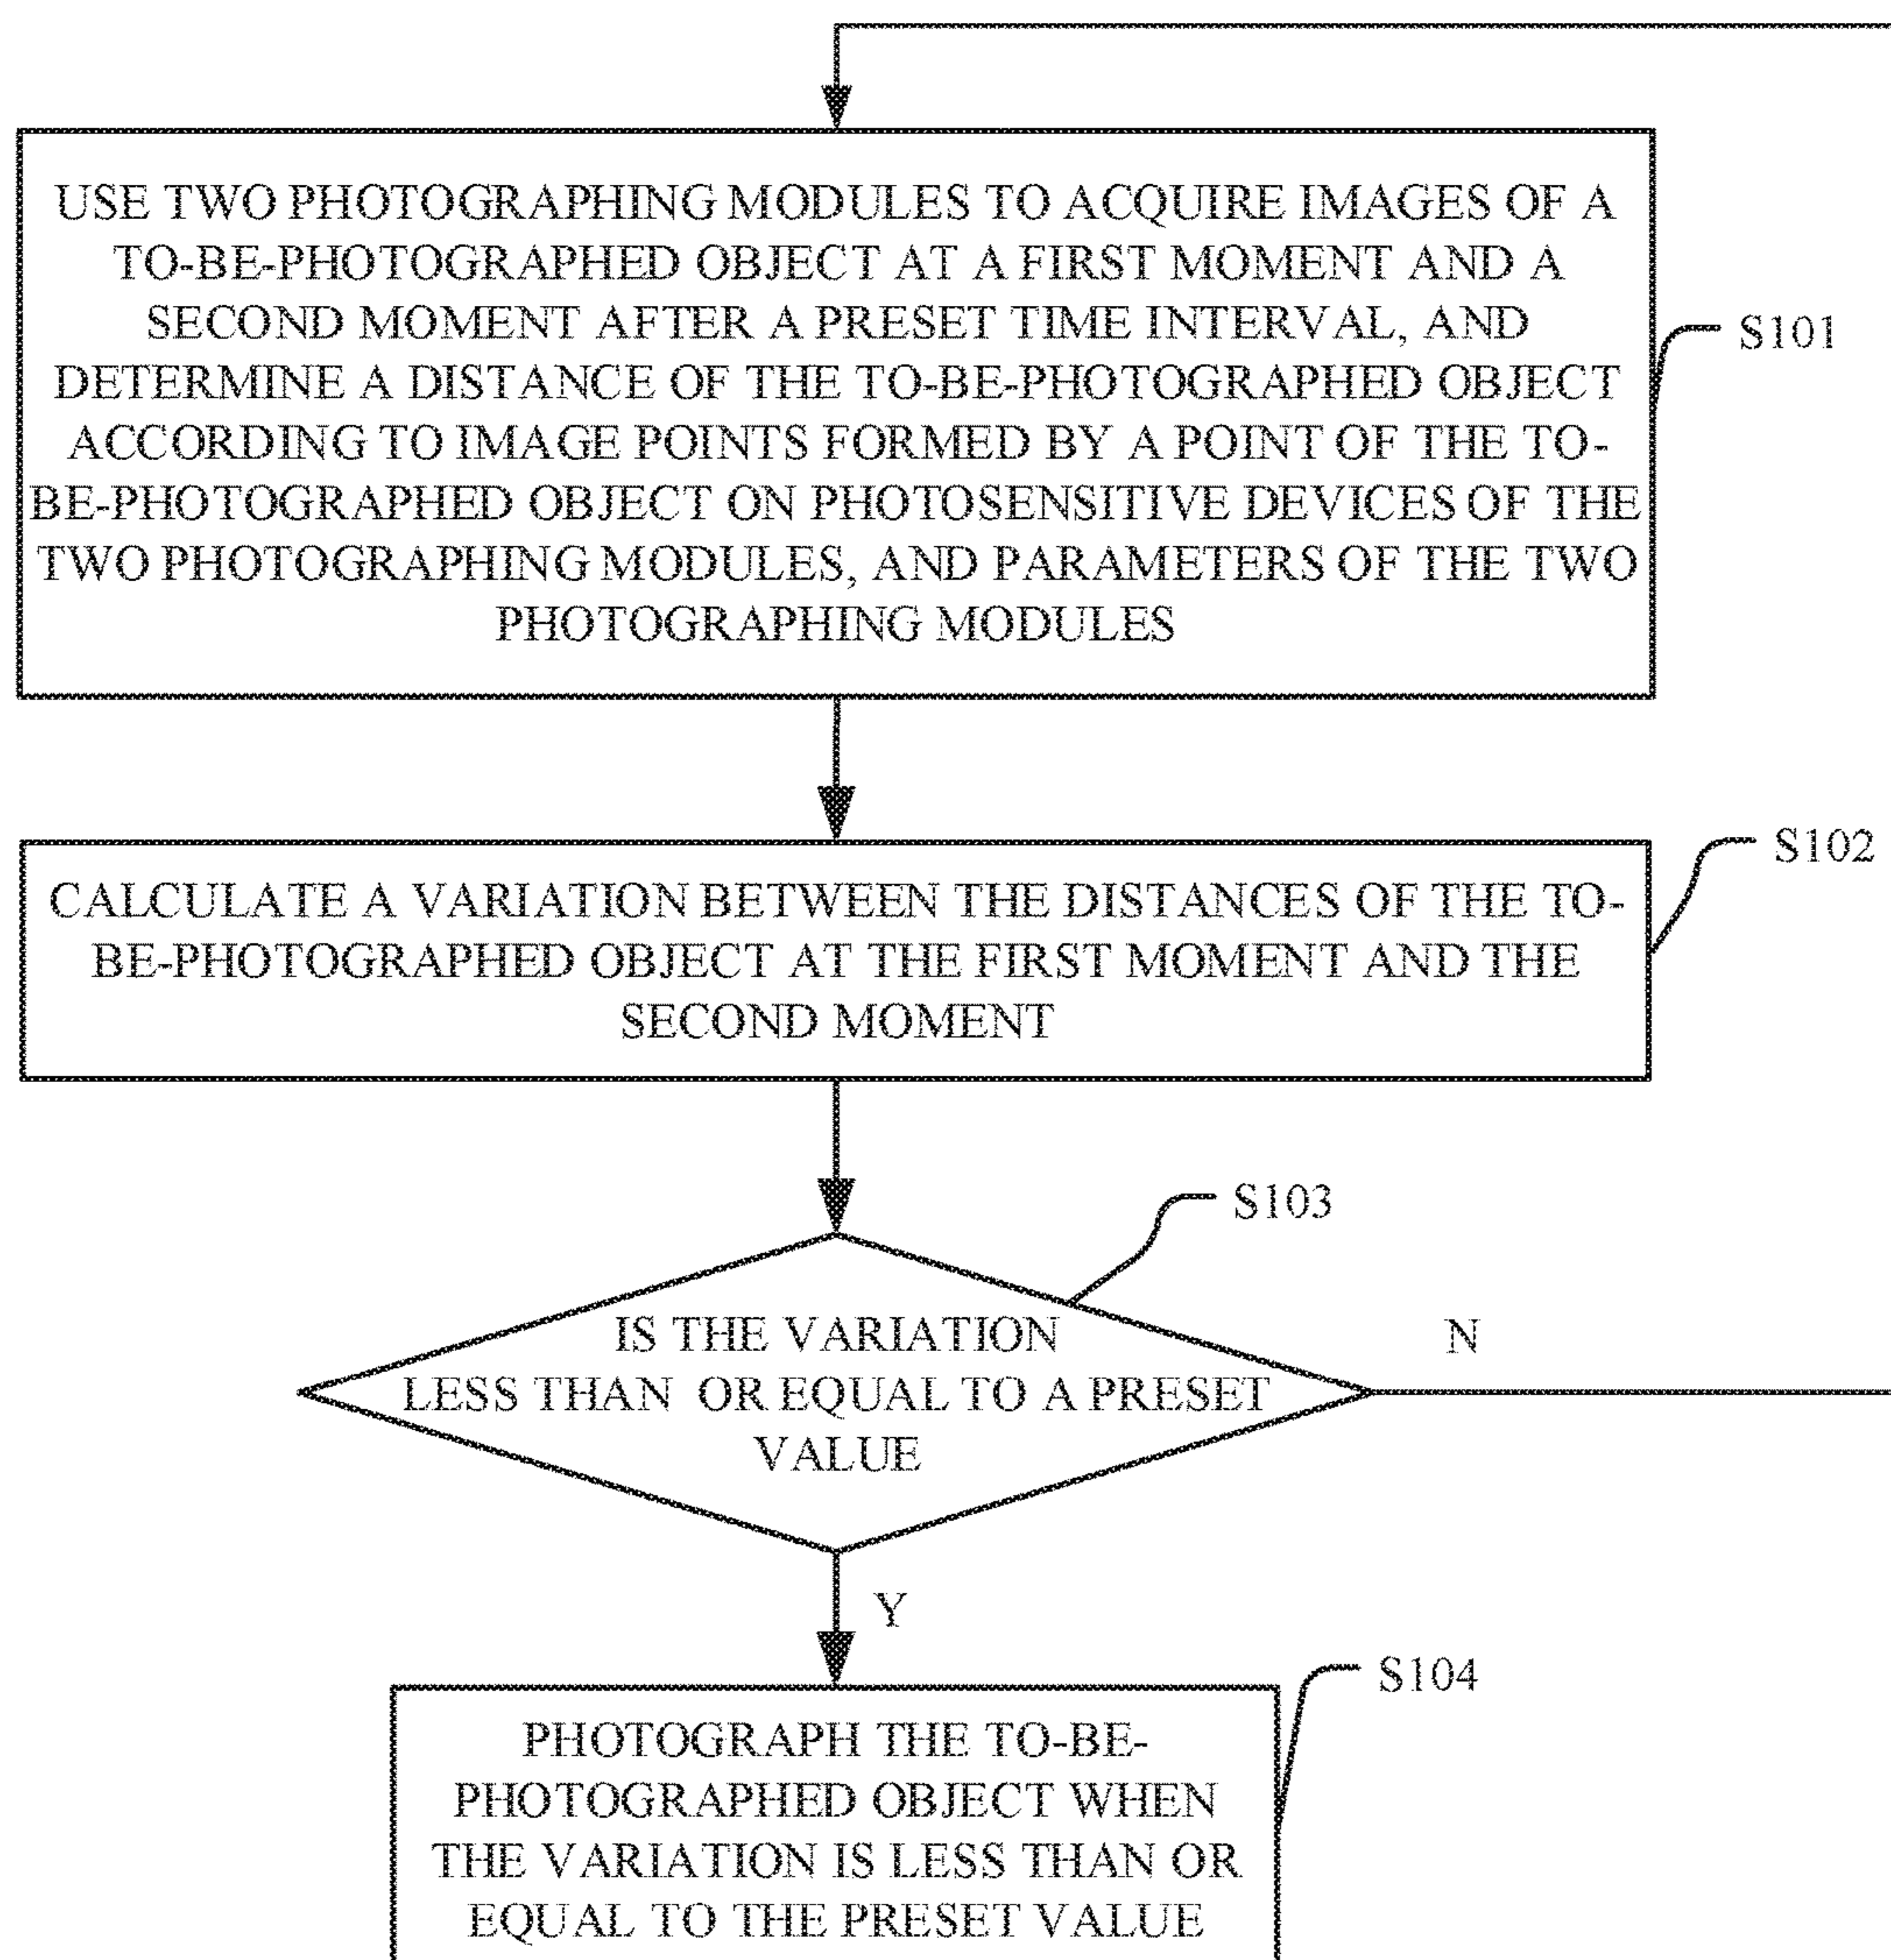 USE TWO PHOTOGRAPHING MODULES TO ACQUIRE IMAGES OF A
TO-BE-PHOTOGRAPHED OBJECT AT A FIRST MOMENT AND A
SECOND MOMENT AFTER A PRESET TIME INTERVAL, AND
DETERMINE A DISTANCE OF THE TO-BE-PHOTOGRAPHED OBJECT
ACCORDING TO IMAGE POINTS FORMED BY A POINT OF THE TO-
BE-PHOTOGRAPHED OBJECT ON PHOTOSENSITIVE DEVICES OF THE
TWO PHOTOGRAPHING MODULES, AND PARAMETERS OF THE TWO
PHOTOGRAPHING MODULES
S101
S102
CALCULATE A VARIATION BETWEEN THE DISTANCES OF THE TO-
BE-PHOTOGRAPHED OBJECT AT THE FIRST MOMENT AND THE
SECOND MOMENT
S103
IS THE VARIATION
LESS THAN OR EQUAL TO A PRESET
VALUE
N
Y
S104
PHOTOGRAPH THE TO-BE-
PHOTOGRAPHED OBJECT WHEN
THE VARIATION IS LESS THAN OR
EQUAL TO THE PRESET VALUE